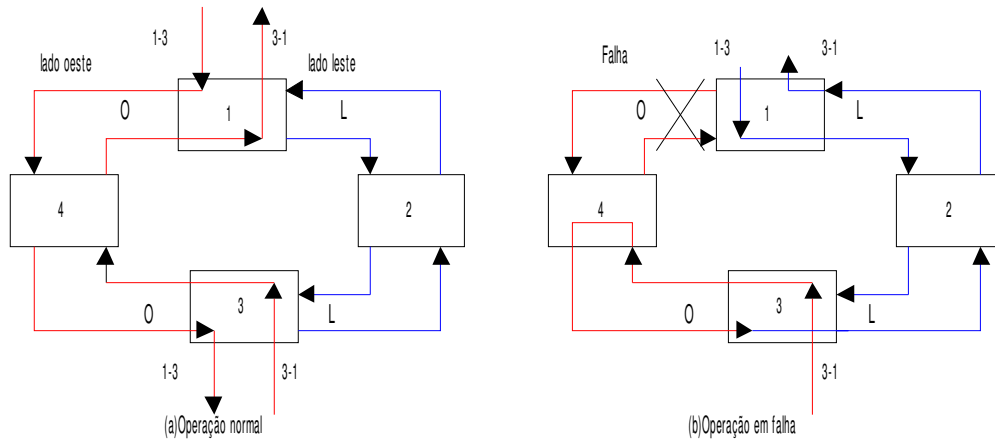 1-3 3-1
lado oeste lado leste
O 1 L
4 2
3
O L
1-3 3-1
(a)Operação normal
Falha 1-3 3-1
O 1 L
4 2
3
O L
3-1
(b)Operação em falha